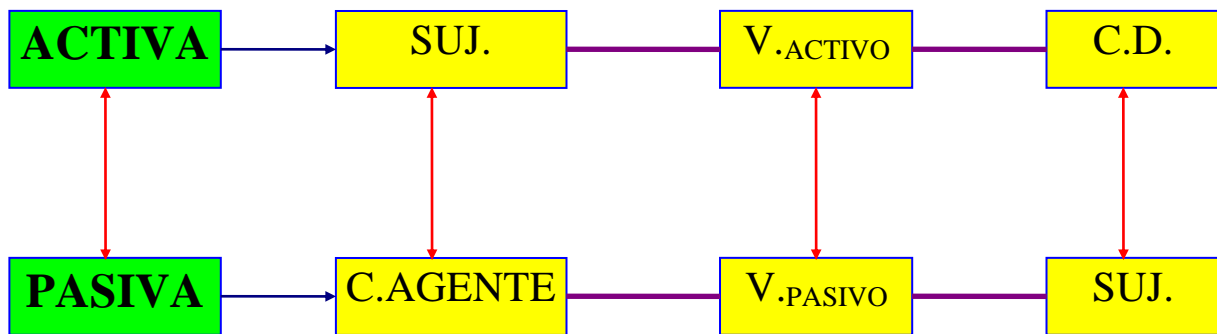 ACTIVA SUJ. V.ACTIVO C.D.
PASIVA C.AGENTE V.PASIVO SUJ.